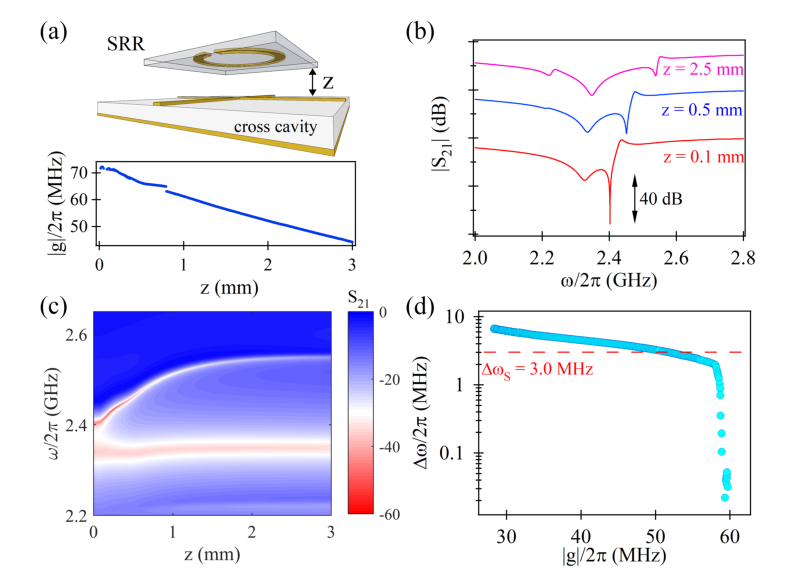 (a)
SRR
z
cross cavity
|g|/2π (MHz)
70
60
50
0
1
2
3
z (mm)
(b)
|S21| (dB)
z = 2.5 mm
z = 0.5 mm
z = 0.1 mm
40 dB
2.0
2.2
2.4
2.6
2.8
ω/2π (GHz)
(c)
S21
ω/2π (GHz)
2.6
2.4
2.2
0
1
2
3
z (mm)
0
-20
-40
-60
(d)
Δω/2π (MHz)
10
1
0.1
ΔωS = 3.0 MHz
30
40
50
60
|g|/2π (MHz)